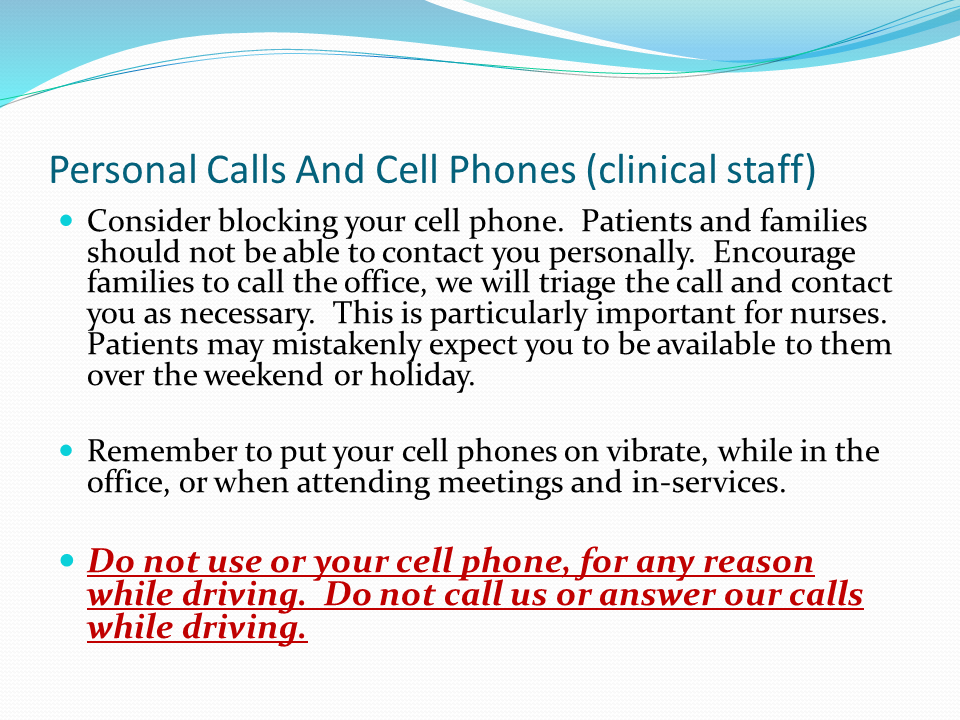 Personal Calls And Cell Phones (clinical staff)
Consider blocking your cell phone.  Patients and families
should not be able to contact you personally.  Encourage
families to call the office, we will triage the call and contact
you as necessary.  This is particularly important for nurses.
Patients may mistakenly expect you to be available to them
over the weekend or holiday.
Remember to put your cell phones on vibrate, while in the
office, or when attending meetings and in-services.
Do not use or your cell phone, for any reason
while driving.  Do not call us or answer our calls
while driving.